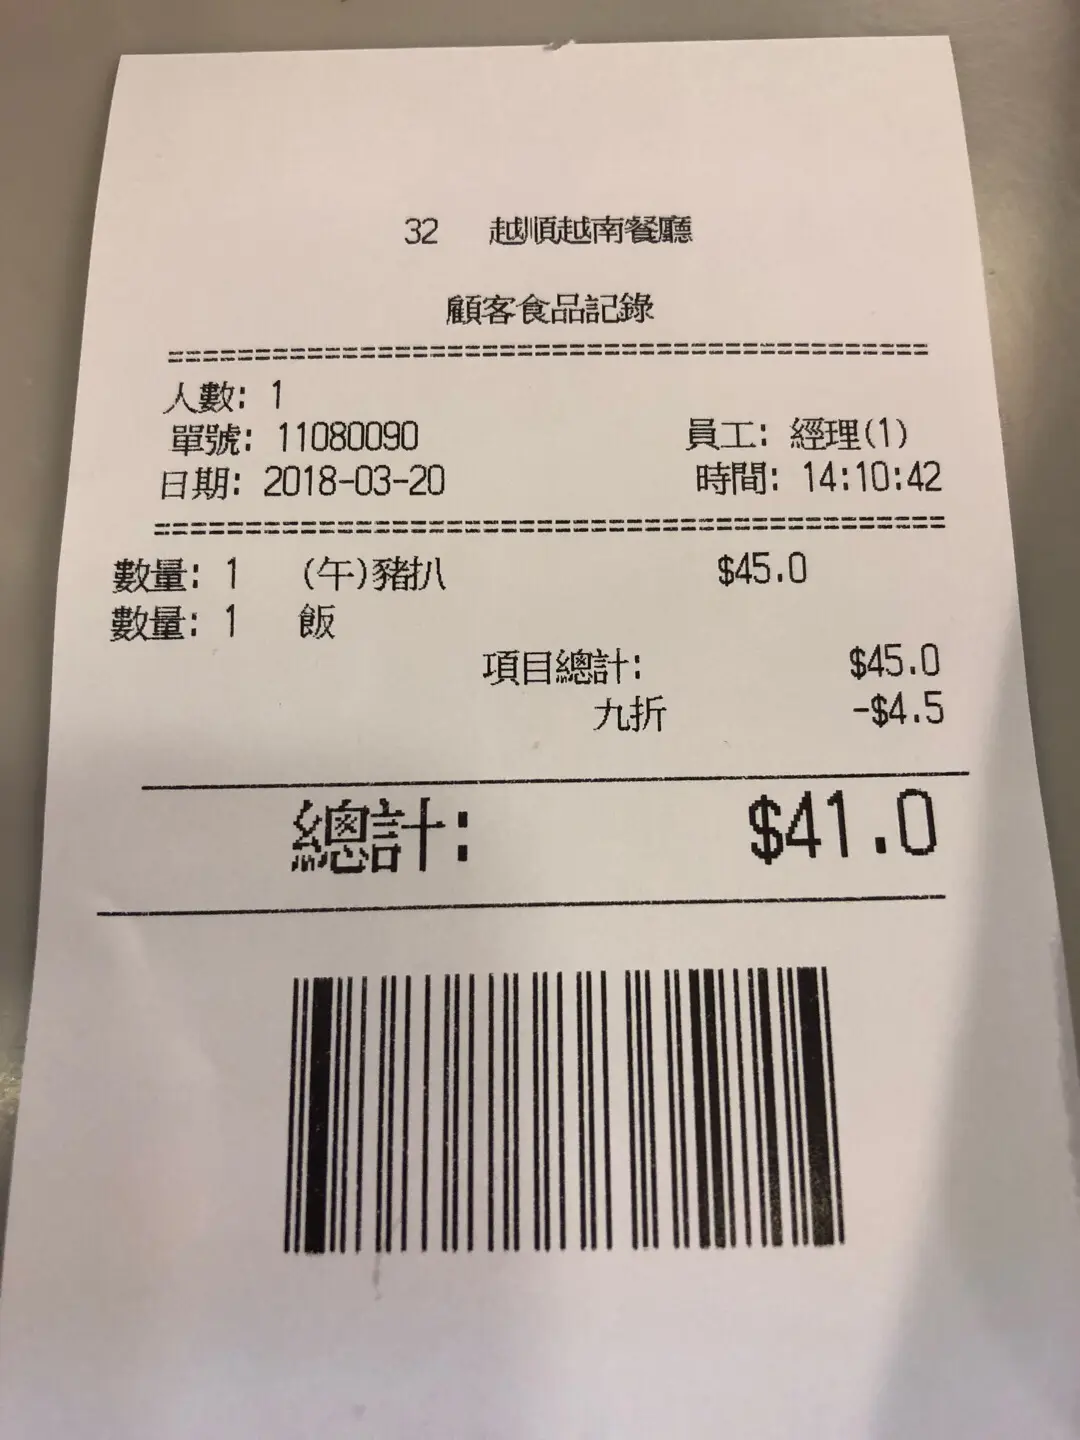 32 越順越南餐廳
顧客食品記錄
==============================================
人數: 1
單號: 11080090 員工: 經理(1)
日期: 2018-03-20 時間: 14:10:42
==============================================
數量: 1 (午)豬扒 $45.0
數量: 1 飯
項目總計: $45.0
九折 -$4.5
總計: $41.0